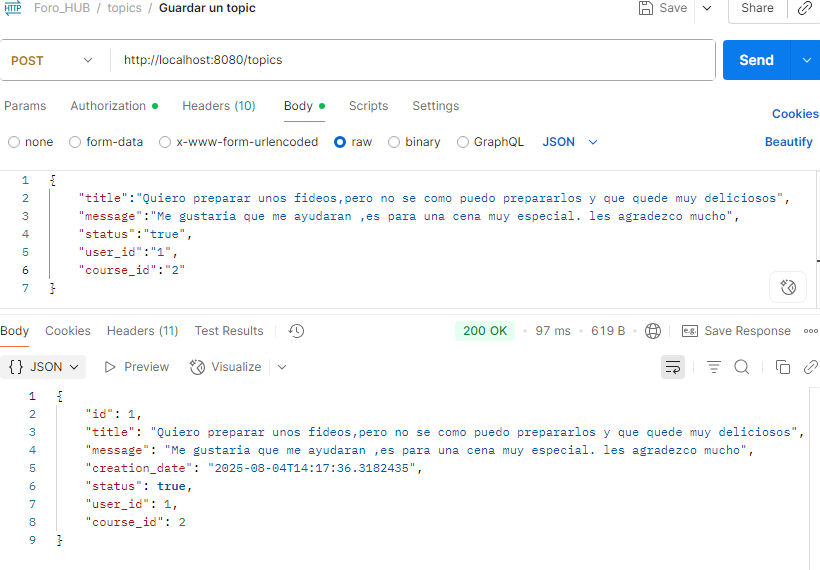 HTTP Foro_HUB / topics / Guardar un topic Save Share
POST http://localhost:8080/topics Send
Params Authorization Headers (10) Body Scripts Settings Cookies
none form-data x-www-form-urlencoded raw binary GraphQL JSON Beautify
1 {
2 "title":"Quiero preparar unos fideos,pero no se como puedo prepararlos y que quede muy deliciosos",
3 "message":"Me gustaria que me ayudaran ,es para una cena muy especial. les agradezco mucho",
4 "status":"true",
5 "user_id":"1",
6 "course_id":"2"
7 }
Body Cookies Headers (11) Test Results 200 OK • 97 ms • 619 B • e.g. Save Response
{} JSON Preview Visualize
1 {
2 "id": 1,
3 "title": "Quiero preparar unos fideos,pero no se como puedo prepararlos y que quede muy deliciosos",
4 "message": "Me gustaria que me ayudaran ,es para una cena muy especial. les agradezco mucho",
5 "creation_date": "2025-08-04T14:17:36.3182435",
6 "status": true,
7 "user_id": 1,
8 "course_id": 2
9 }